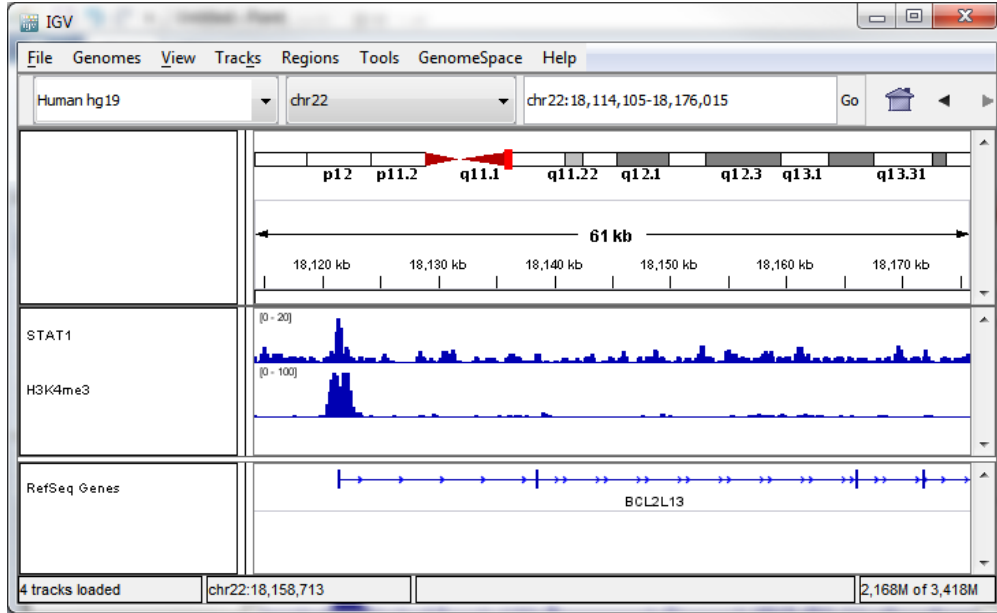 IGV
File Genomes View Tracks Regions Tools GenomeSpace Help
Human hg19 chr22 chr22:18,114,105-18,176,015 Go
p12 p11.2 q11.1 q11.22 q12.1 q12.3 q13.1 q13.31
61 kb
18,120 kb 18,130 kb 18,140 kb 18,150 kb 18,160 kb 18,170 kb
[0 - 20]
STAT1
[0 - 100]
H3K4me3
RefSeq Genes
BCL2L13
4 tracks loaded chr22:18,158,713 2,168M of 3,418M